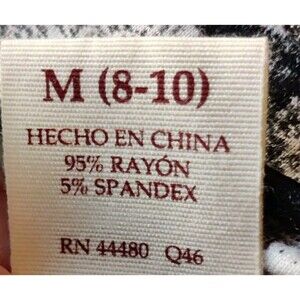 M (8-10)
HECHO EN CHINA
95% RAYÓN
5% SPANDEX
RN 44480 Q46